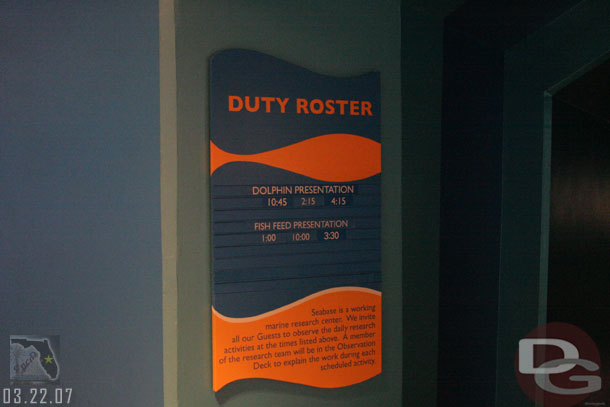 DUTY ROSTER
DOLPHIN PRESENTATION
10:45 2:15 4:15
FISH FEED PRESENTATION
1:00 10:00 3:30
Seabase is a working
marine research center. We invite
all our Guests to observe the daily research
activities at the times listed above. A member
of the research team will be in the Observation
Deck to explain the work during each
scheduled activity.
03.22.07
DG